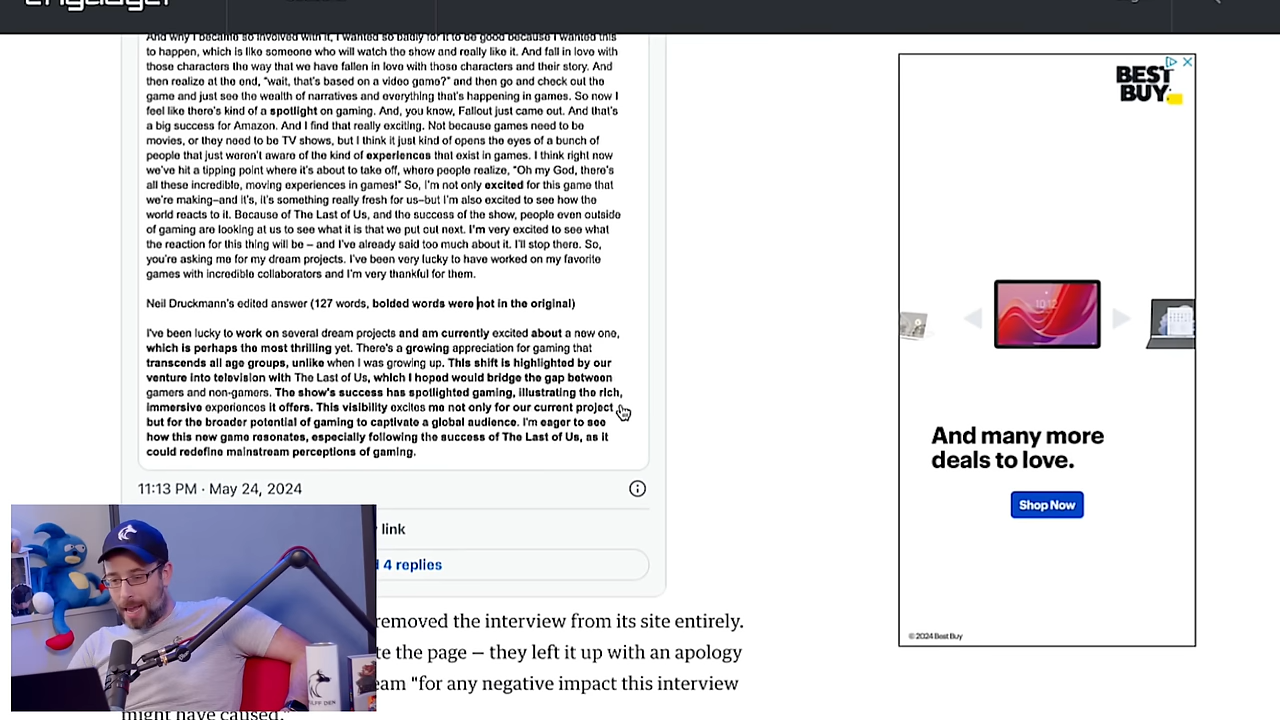 engadget
And why I became so involved with it, I wanted so badly for it to be good because I wanted this
to happen, which is like someone who will watch the show and really like it. And fall in love with
those characters the way that we have fallen in love with those characters and their story. And
then realize at the end, "wait, that's based on a video game?" and then go and check out the
game and just see the wealth of narratives and everything that's happening in games. So now I
feel like there's kind of a spotlight on gaming. And, you know, Fallout just came out. And that's
a big success for Amazon. And I find that really exciting. Not because games need to be
movies, or they need to be TV shows, but I think it just kind of opens the eyes of a bunch of
people that just weren't aware of the kind of experiences that exist in games. I think right now
we've hit a tipping point where it's about to take off, where people realize, "Oh my God, there's
all these incredible, moving experiences in games!" So, I'm not only excited for this game that
we're making–and it's, it's something really fresh for us–but I'm also excited to see how the
world reacts to it. Because of The Last of Us, and the success of the show, people even outside
of gaming are looking at us to see what it is that we put out next. I'm very excited to see what
the reaction for this thing will be – and I've already said too much about it. I'll stop there. So,
you're asking me for my dream projects. I've been very lucky to have worked on my favorite
games with incredible collaborators and I'm very thankful for them.
Neil Druckmann's edited answer (127 words, bolded words were not in the original)
I've been lucky to work on several dream projects and am currently excited about a new one,
which is perhaps the most thrilling yet. There's a growing appreciation for gaming that
transcends all age groups, unlike when I was growing up. This shift is highlighted by our
venture into television with The Last of Us, which I hoped would bridge the gap between
gamers and non-gamers. The show's success has spotlighted gaming, illustrating the rich,
immersive experiences it offers. This visibility excites me not only for our current project
but for the broader potential of gaming to captivate a global audience. I'm eager to see
how this new game resonates, especially following the success of The Last of Us, as it
could redefine mainstream perceptions of gaming.
11:13 PM · May 24, 2024
link
4 replies
removed the interview from its site entirely.
te the page — they left it up with an apology
eam "for any negative impact this interview
might have caused."
BEST
BUY
And many more
deals to love.
Shop Now
© 2024 Best Buy